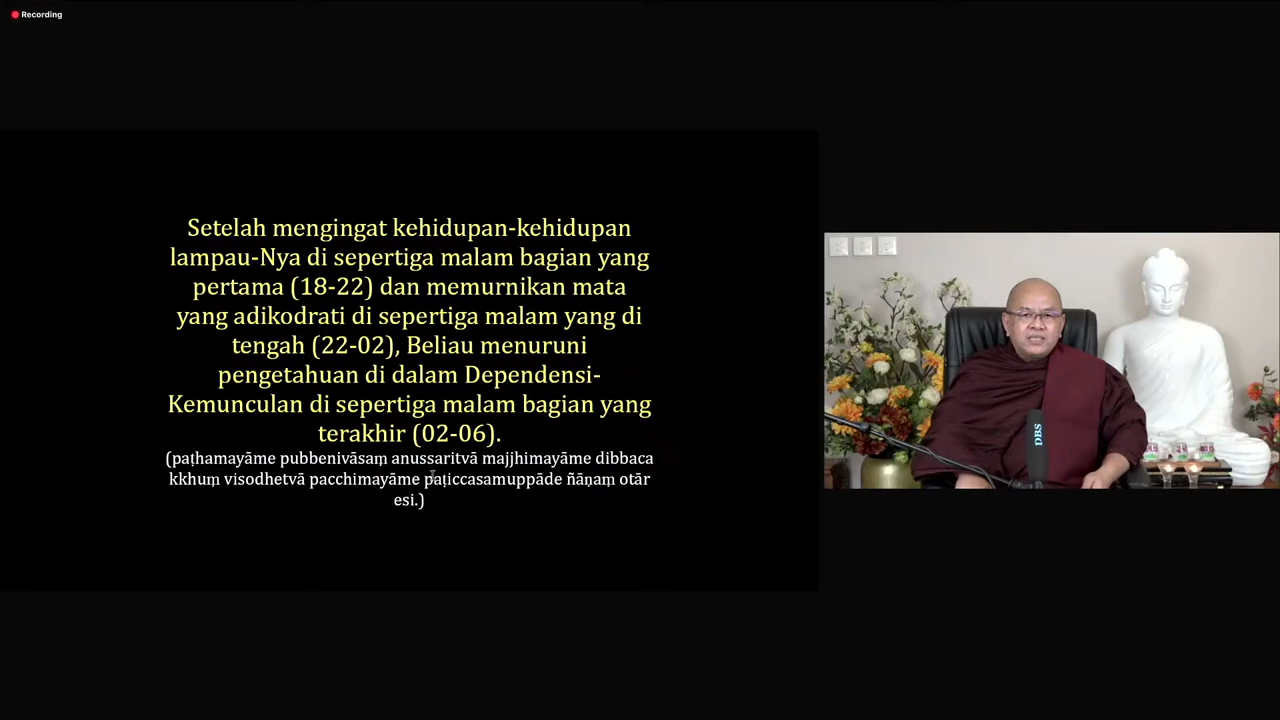 Recording
Setelah mengingat kehidupan-kehidupan
lampau-Nya di sepertiga malam bagian yang
pertama (18-22) dan memurnikan mata
yang adikodrati di sepertiga malam yang di
tengah (22-02), Beliau menuruni
pengetahuan di dalam Dependensi-
Kemunculan di sepertiga malam bagian yang
terakhir (02-06).
(paṭhamayāme pubbenivāsaṃ anussaritvā majjhimayāme dibbaca
kkhuṃ visodhetvā pacchimayāme paṭiccasamuppāde ñāṇaṃ otār
esi.)
DBS